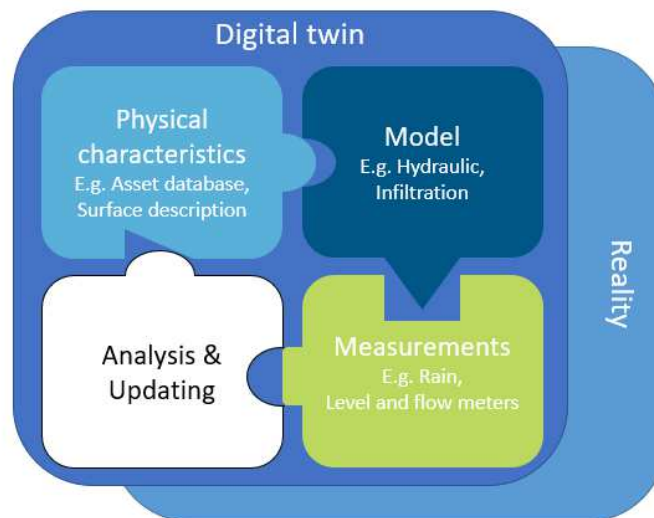 Digital twin
Physical
characteristics
E.g. Asset database,
Surface description
Model
E.g. Hydraulic,
Infiltration
Analysis &
Updating
Measurements
E.g. Rain,
Level and flow meters
Reality